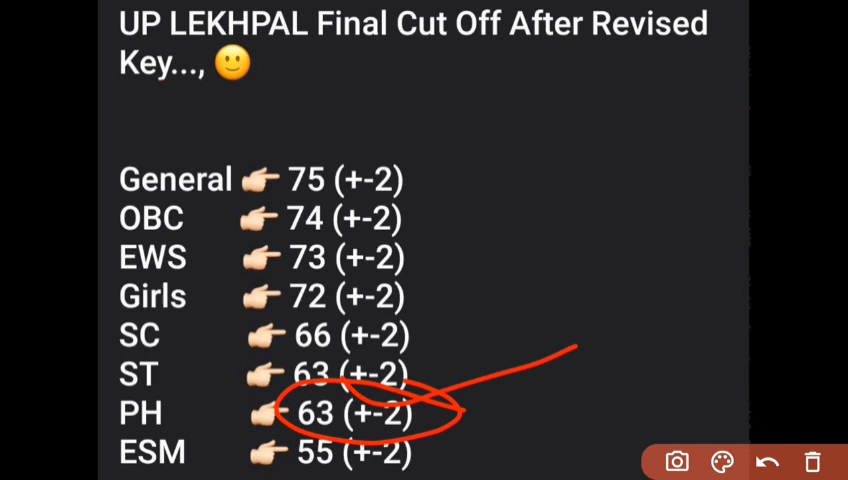 UP LEKHPAL Final Cut Off After Revised
Key..., 🙂
General 👉🏻 75 (+-2)
OBC 👉🏻 74 (+-2)
EWS 👉🏻 73 (+-2)
Girls 👉🏻 72 (+-2)
SC 👉🏻 66 (+-2)
ST 👉🏻 63 (+-2)
PH 👉🏻 63 (+-2)
ESM 👉🏻 55 (+-2)